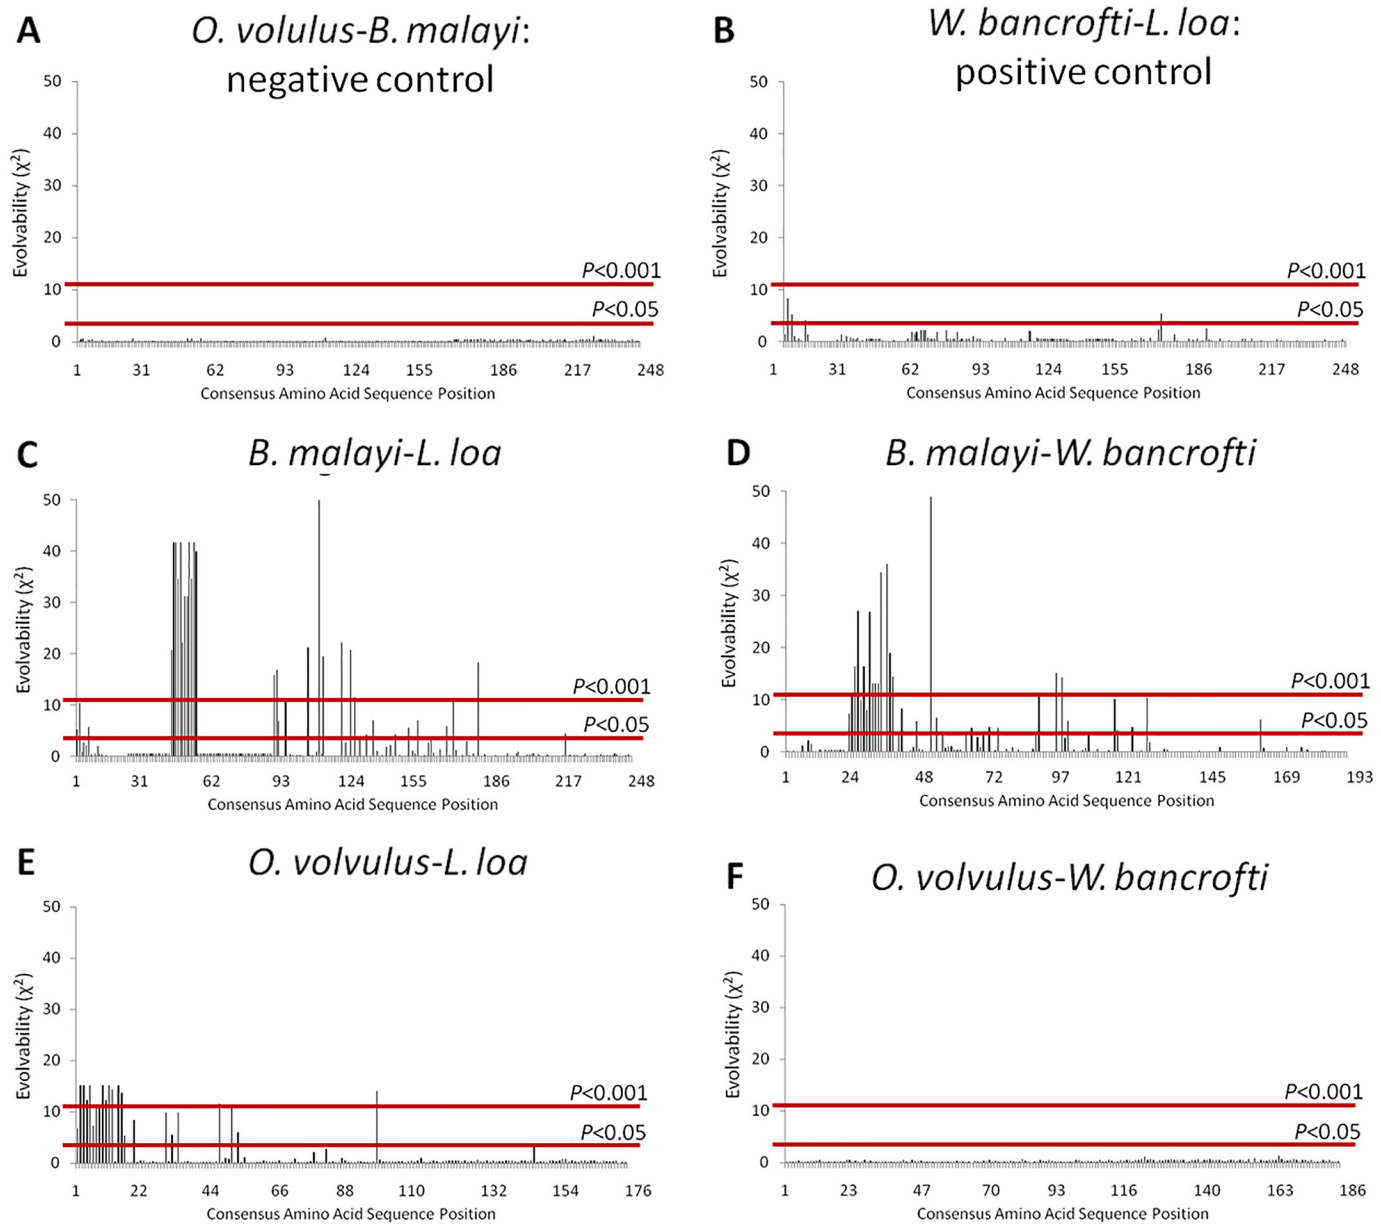 A
O. volulus-B. malayi:
negative control
50
40
30
20
10
0
Evolvability (χ²)
P<0.001
P<0.05
1 31 62 93 124 155 186 217 248
Consensus Amino Acid Sequence Position
B
W. bancrofti-L. loa:
positive control
50
40
30
20
10
0
Evolvability (χ²)
P<0.001
P<0.05
1 31 62 93 124 155 186 217 248
Consensus Amino Acid Sequence Position
C
B. malayi-L. loa
50
40
30
20
10
0
Evolvability (χ²)
P<0.001
P<0.05
1 31 62 93 124 155 186 217 248
Consensus Amino Acid Sequence Position
D
B. malayi-W. bancrofti
50
40
30
20
10
0
Evolvability (χ²)
P<0.001
P<0.05
1 24 48 72 97 121 145 169 193
Consensus Amino Acid Sequence Position
E
O. volvulus-L. loa
50
40
30
20
10
0
Evolvability (χ²)
P<0.001
P<0.05
1 22 44 66 88 110 132 154 176
Consensus Amino Acid Sequence Position
F
O. volvulus-W. bancrofti
50
40
30
20
10
0
Evolvability (χ²)
P<0.001
P<0.05
1 23 47 70 93 116 140 163 186
Consensus Amino Acid Sequence Position